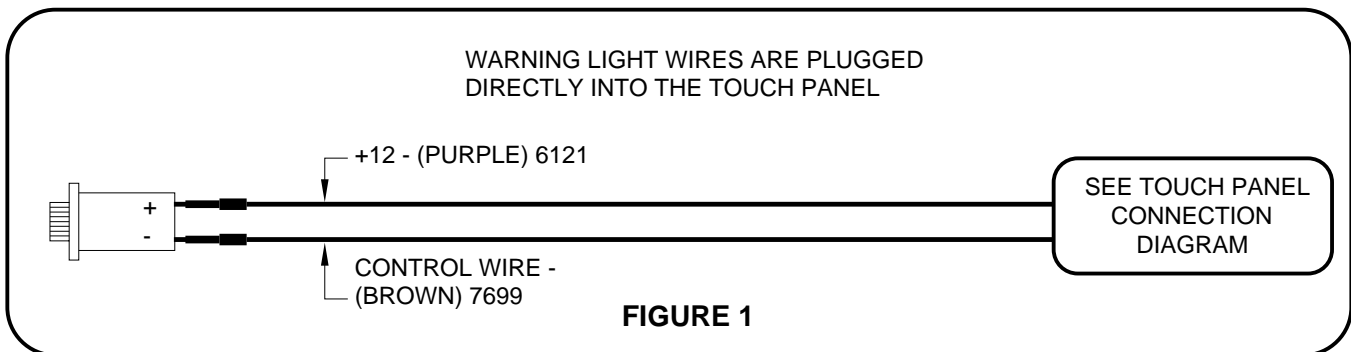 WARNING LIGHT WIRES ARE PLUGGED
DIRECTLY INTO THE TOUCH PANEL
+12 - (PURPLE) 6121
+
-
SEE TOUCH PANEL
CONNECTION
DIAGRAM
CONTROL WIRE -
(BROWN) 7699
FIGURE 1